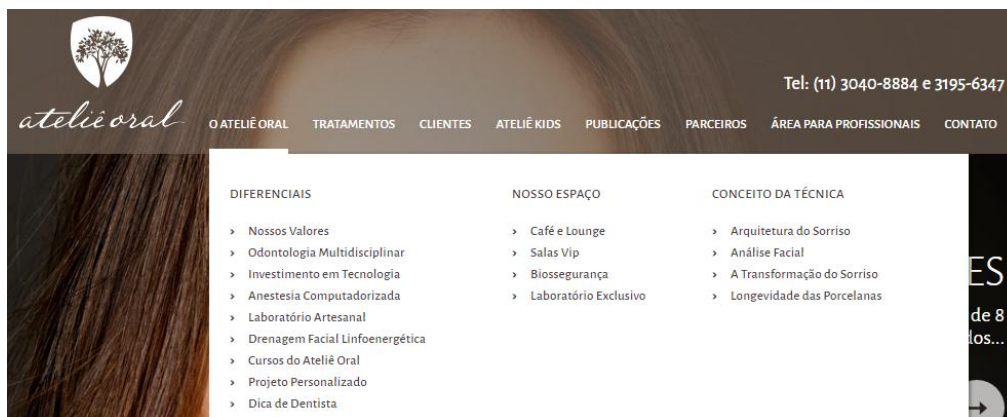 Tel: (11) 3040-8884 e 3195-6347
ateliê oral
O ATELIÊ ORAL TRATAMENTOS CLIENTES ATELIÊ KIDS PUBLICAÇÕES PARCEIROS ÁREA PARA PROFISSIONAIS CONTATO
DIFERENCIAIS
› Nossos Valores
› Odontologia Multidisciplinar
› Investimento em Tecnologia
› Anestesia Computadorizada
› Laboratório Artesanal
› Drenagem Facial Linfoenergética
› Cursos do Ateliê Oral
› Projeto Personalizado
› Dica de Dentista
NOSSO ESPAÇO
› Café e Lounge
› Salas Vip
› Biossegurança
› Laboratório Exclusivo
CONCEITO DA TÉCNICA
› Arquitetura do Sorriso
› Análise Facial
› A Transformação do Sorriso
› Longevidade das Porcelanas
ES
de 8
dos...